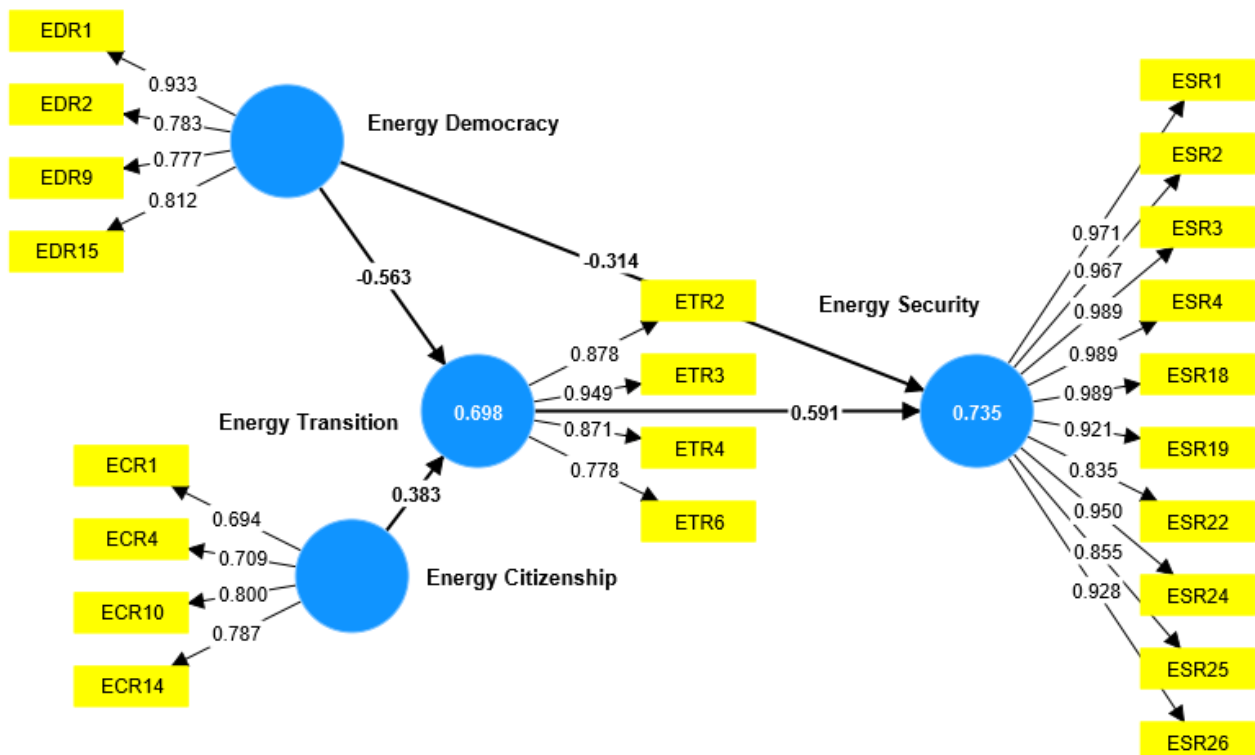 EDR1
0.933
EDR2
0.783
EDR9
0.777
EDR15
0.812
Energy Democracy
-0.563
-0.314
Energy Transition
0.698
ETR2
0.878
ETR3
0.949
ETR4
0.871
ETR6
0.778
0.591
ECR1
0.694
ECR4
0.709
ECR10
0.800
ECR14
0.787
0.383
Energy Citizenship
Energy Security
0.735
ESR1
0.971
ESR2
0.967
ESR3
0.989
ESR4
0.989
ESR18
0.989
ESR19
0.921
ESR22
0.835
ESR24
0.950
ESR25
0.855
ESR26
0.928